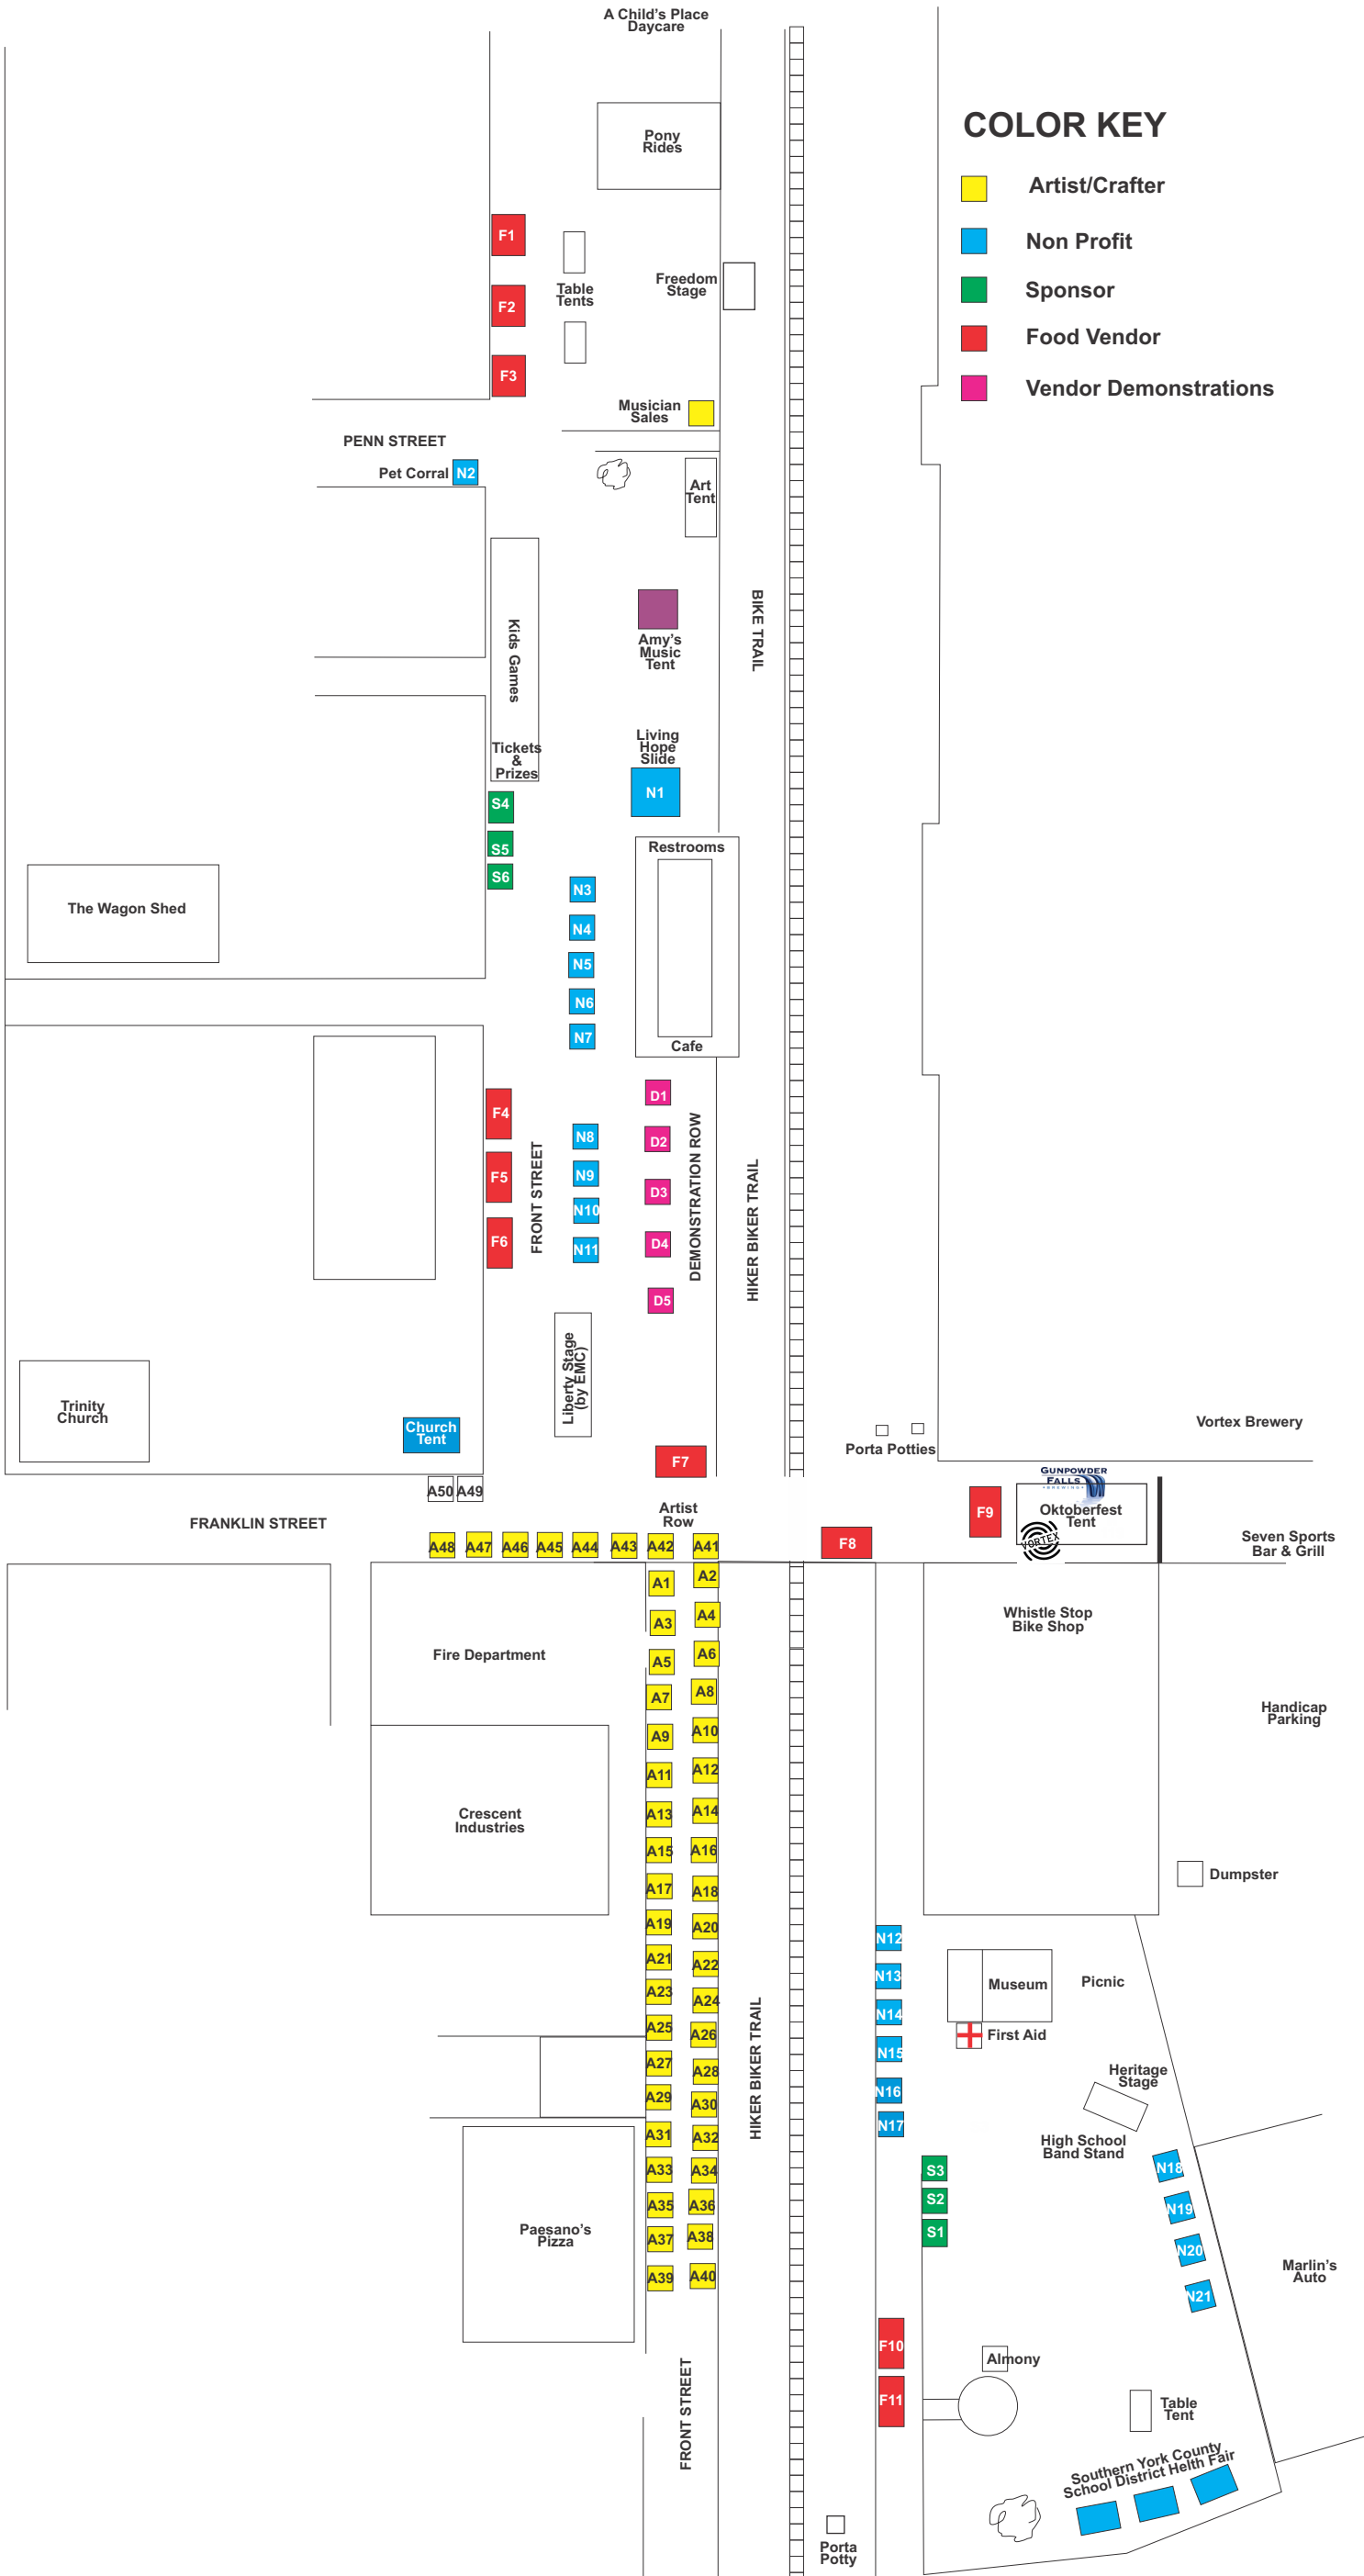 A Child's Place
Daycare
COLOR KEY
Artist/Crafter
Non Profit
Sponsor
Food Vendor
Vendor Demonstrations
Pony
Rides
F1
F2
F3
Table
Tents
Freedom
Stage
Musician
Sales
PENN STREET
Pet Corral
N2
Art
Tent
Kids Games
Amy's
Music
Tent
BIKE TRAIL
Tickets
&
Prizes
Living
Hope
Slide
N1
S4
S5
S6
Restrooms
The Wagon Shed
N3
N4
N5
N6
N7
Cafe
F4
F5
F6
FRONT STREET
N8
N9
N10
N11
D1
D2
D3
D4
D5
DEMONSTRATION ROW
HIKER BIKER TRAIL
Liberty Stage
(by EMC)
Trinity
Church
Church
Tent
F7
Porta Potties
Vortex Brewery
A50
A49
FRANKLIN STREET
Artist
Row
A48
A47
A46
A45
A44
A43
A42
A41
F8
F9
GUNPOWDER
FALLS
BREWING
Oktoberfest
Tent
VORTEX
Seven Sports
Bar & Grill
A1
A2
A3
A4
A5
A6
A7
A8
A9
A10
A11
A12
A13
A14
A15
A16
A17
A18
A19
A20
A21
A22
A23
A24
A25
A26
A27
A28
A29
A30
A31
A32
A33
A34
A35
A36
A37
A38
A39
A40
Fire Department
Crescent
Industries
Paesano's
Pizza
FRONT STREET
HIKER BIKER TRAIL
Whistle Stop
Bike Shop
Handicap
Parking
Dumpster
N12
N13
N14
N15
N16
N17
Museum
Picnic
First Aid
Heritage
Stage
High School
Band Stand
S3
S2
S1
N18
N19
N20
N21
Marlin's
Auto
F10
F11
Almony
Table
Tent
Southern York County
School District Helth Fair
Porta
Potty